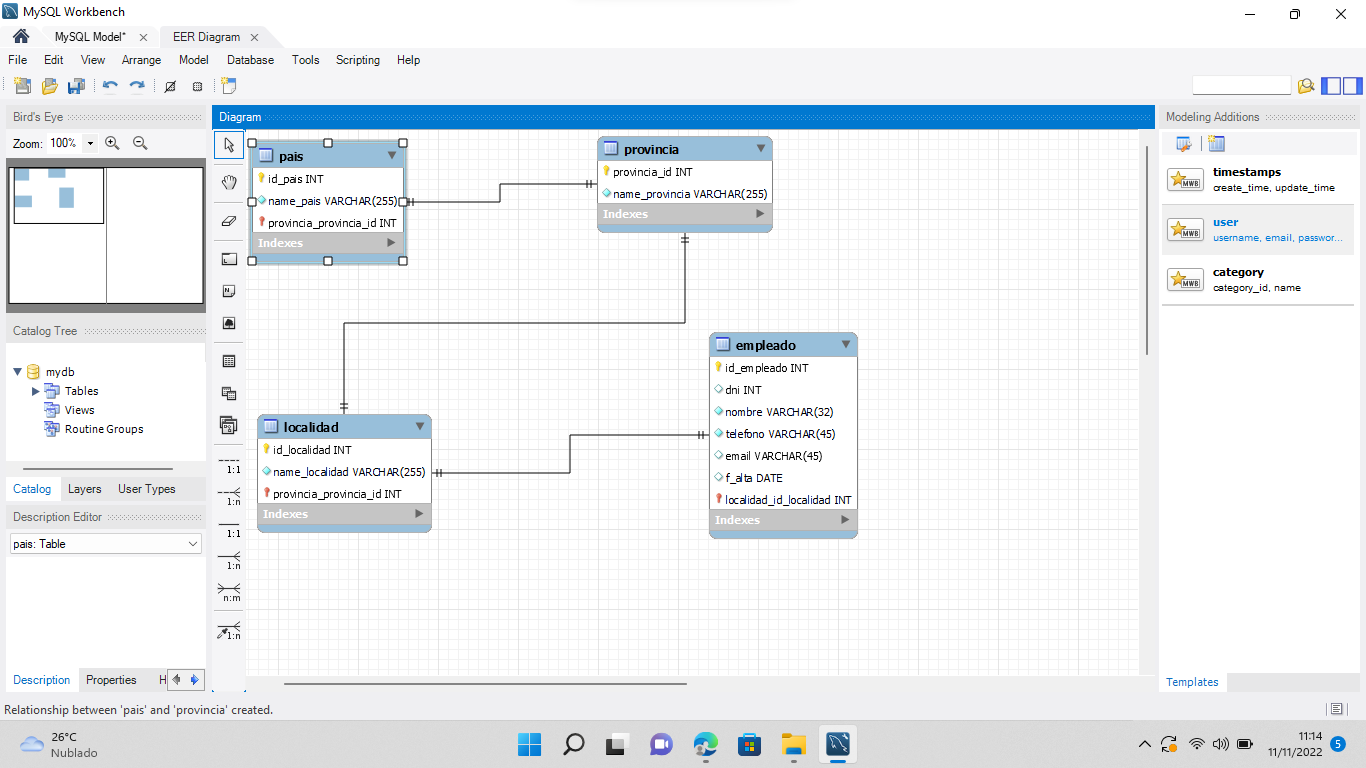 MySQL Workbench
MySQL Model*
EER Diagram
File Edit View Arrange Model Database Tools Scripting Help
Bird's Eye
Zoom: 100%
Catalog Tree
mydb
Tables
Views
Routine Groups
Catalog Layers User Types
Description Editor
pais: Table
Description Properties H
Diagram
1:1
1:n
1:1
1:n
n:m
1:n
pais
id_pais INT
name_pais VARCHAR(255)
provincia_provincia_id INT
Indexes
provincia
provincia_id INT
name_provincia VARCHAR(255)
Indexes
localidad
id_localidad INT
name_localidad VARCHAR(255)
provincia_provincia_id INT
Indexes
empleado
id_empleado INT
dni INT
nombre VARCHAR(32)
telefono VARCHAR(45)
email VARCHAR(45)
f_alta DATE
localidad_id_localidad INT
Indexes
Modeling Additions
timestamps
create_time, update_time
user
username, email, passwor...
category
category_id, name
Templates
Relationship between 'pais' and 'provincia' created.
26°C
Nublado
11:14
11/11/2022
5